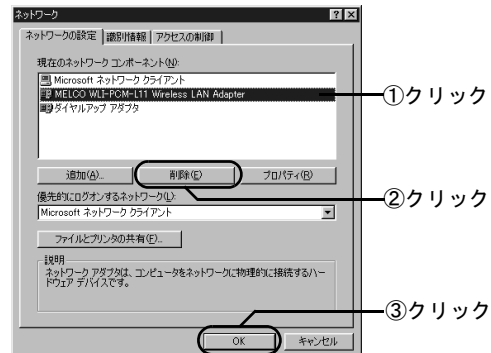 ネットワーク
ネットワークの設定 識別情報 アクセスの制御
現在のネットワーク コンポーネント(N):
Microsoft ネットワーク クライアント
MELCO WLI-PCM-L11 Wireless LAN Adapter
ダイヤルアップ アダプタ
①クリック
追加(A)... 削除(E) プロパティ(R)
②クリック
優先的にログオンするネットワーク(L):
Microsoft ネットワーク クライアント
ファイルとプリンタの共有(F)...
説明
ネットワーク アダプタは、コンピュータをネットワークに物理的に接続するハー
ドウェア デバイスです。
③クリック
OK キャンセル